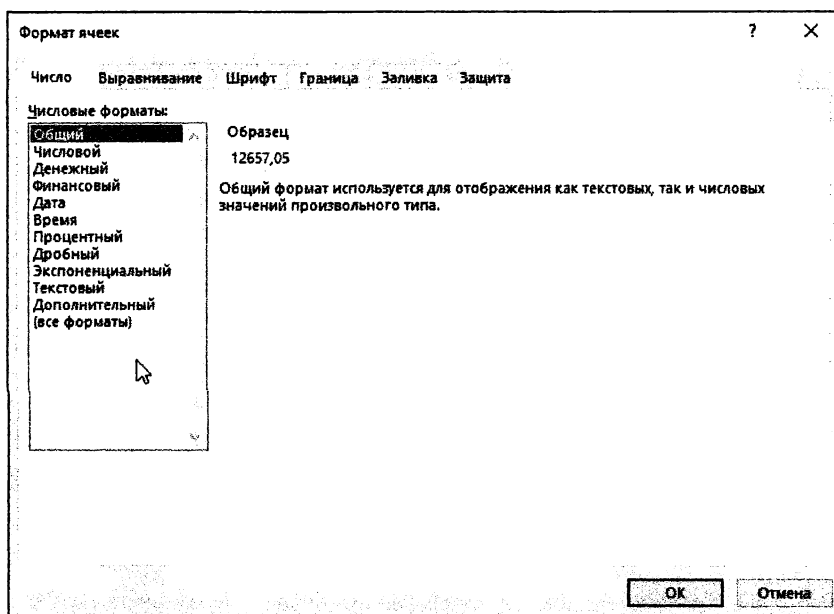 Формат ячеек ? ×
Число Выравнивание Шрифт Граница Заливка Защита
Числовые форматы:
Общий
Числовой
Денежный
Финансовый
Дата
Время
Процентный
Дробный
Экспоненциальный
Текстовый
Дополнительный
(все форматы)
Образец
12657,05
Общий формат используется для отображения как текстовых, так и числовых
значений произвольного типа.
ОК Отмена